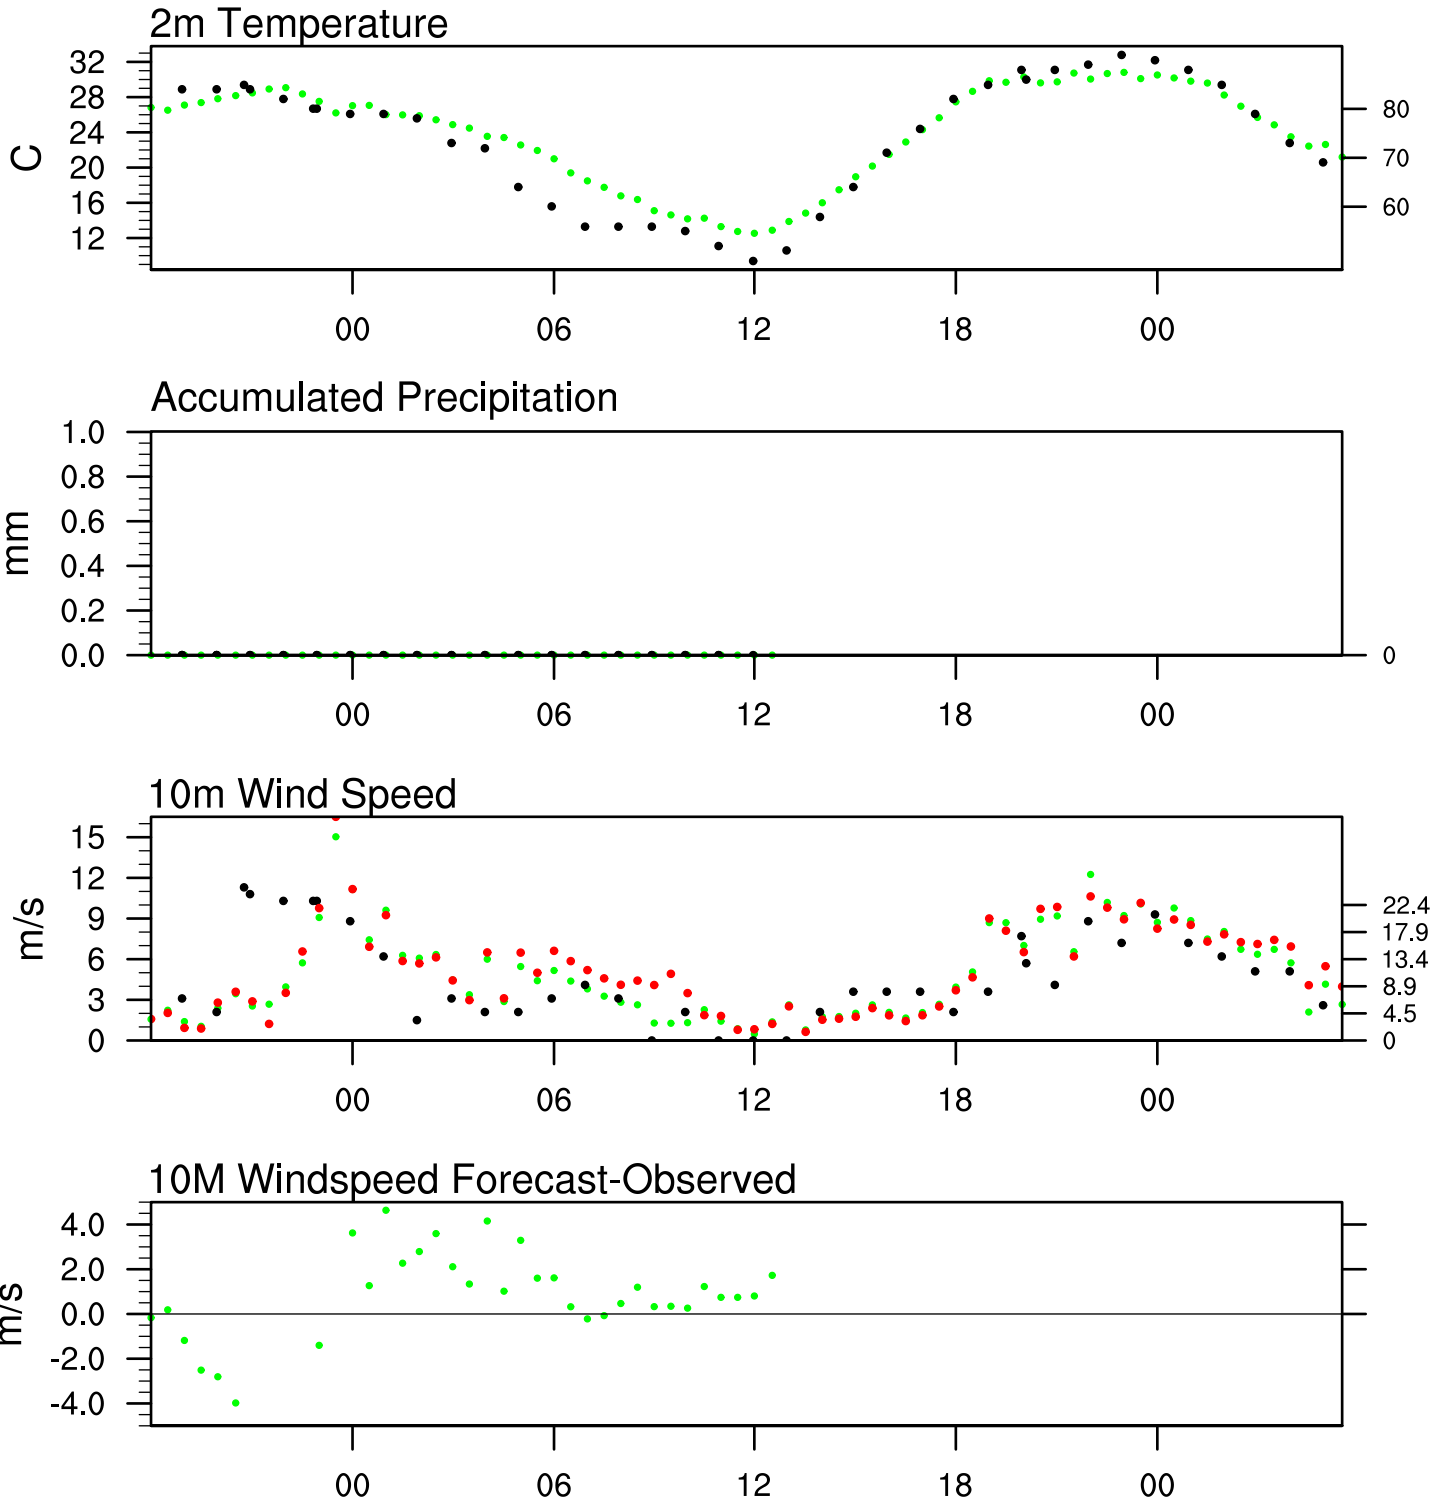 2m Temperature
32
28
24
20
16
12
C
80
70
60
00 06 12 18 00
Accumulated Precipitation
1.0
0.8
0.6
0.4
0.2
0.0
mm
0
00 06 12 18 00
10m Wind Speed
15
12
9
6
3
0
m/s
22.4
17.9
13.4
8.9
4.5
0
00 06 12 18 00
10M Windspeed Forecast-Observed
4.0
2.0
0.0
-2.0
-4.0
m/s
00 06 12 18 00